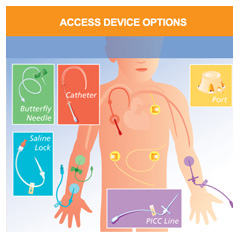 ACCESS DEVICE OPTIONS
Butterfly
Needle
Catheter
Port
Saline
Lock
PICC Line